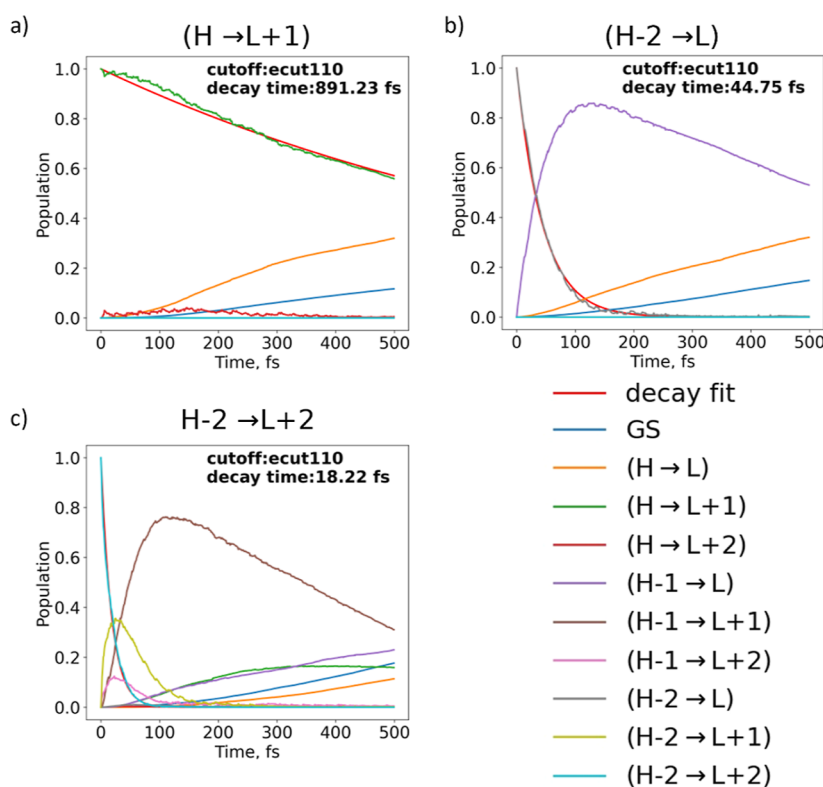 a)
(H →L+1)
cutoff:ecut110
decay time:891.23 fs
Population
1.0
0.8
0.6
0.4
0.2
0.0
0
100
200
300
400
500
Time, fs
b)
(H-2 →L)
cutoff:ecut110
decay time:44.75 fs
Population
1.0
0.8
0.6
0.4
0.2
0.0
0
100
200
300
400
500
Time, fs
c)
H-2 →L+2
cutoff:ecut110
decay time:18.22 fs
Population
1.0
0.8
0.6
0.4
0.2
0.0
0
100
200
300
400
500
Time, fs
decay fit
GS
(H→L)
(H→L+1)
(H→L+2)
(H-1→L)
(H-1→L+1)
(H-1→L+2)
(H-2→L)
(H-2→L+1)
(H-2→L+2)